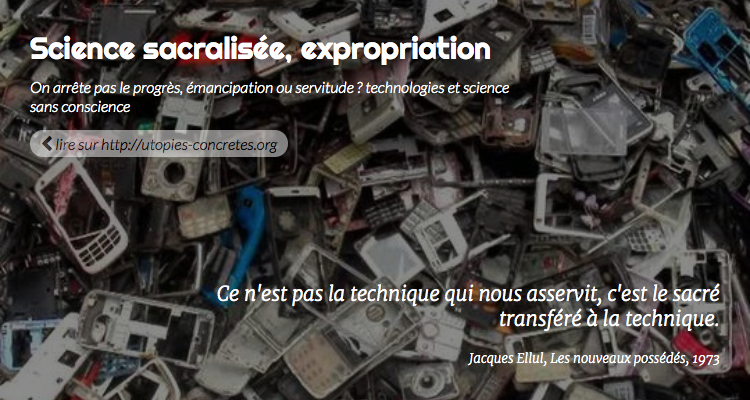 Science sacralisée, expropriation
On arrête pas le progrès, émancipation ou servitude ? technologies et science
sans conscience
lire sur http://utopies-concretes.org
Ce n'est pas la technique qui nous asservit, c'est le sacré
transféré à la technique.
Jacques Ellul, Les nouveaux possédés, 1973